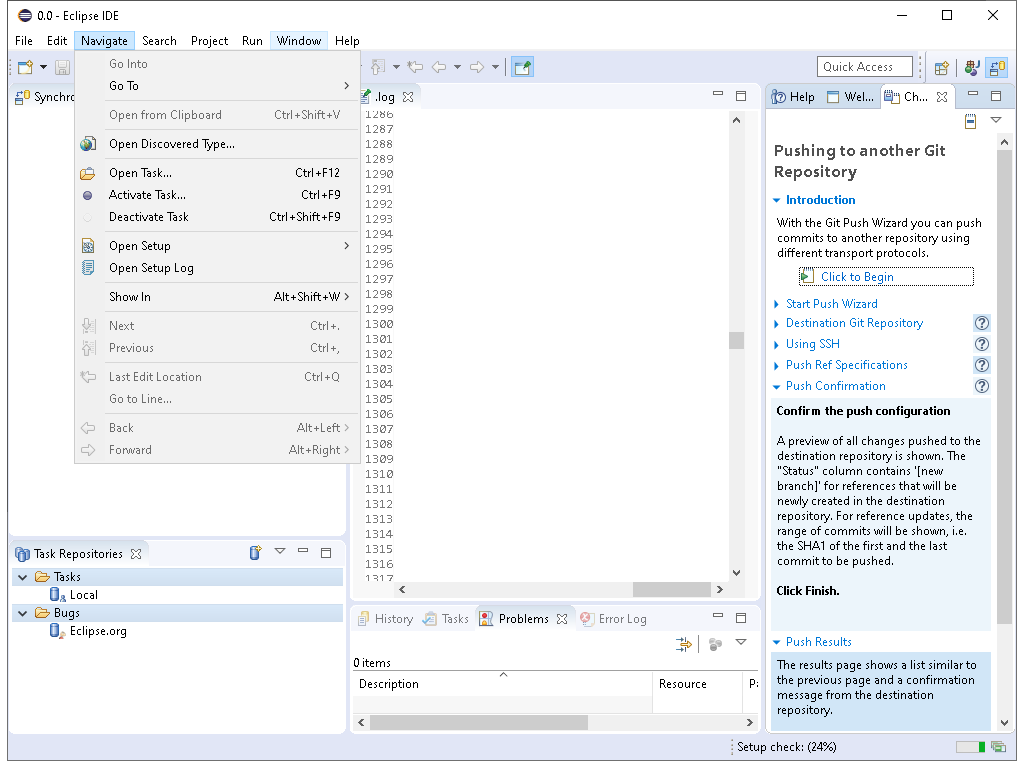 0.0 - Eclipse IDE
File Edit Navigate Search Project Run Window Help
Quick Access
Go Into
Go To
Open from Clipboard Ctrl+Shift+V
Open Discovered Type...
Open Task... Ctrl+F12
Activate Task... Ctrl+F9
Deactivate Task Ctrl+Shift+F9
Open Setup
Open Setup Log
Show In Alt+Shift+W
Next Ctrl+.
Previous Ctrl+,
Last Edit Location Ctrl+Q
Go to Line...
Back Alt+Left
Forward Alt+Right
Synchro
.log
1286
1287
1288
1289
1290
1291
1292
1293
1294
1295
1296
1297
1298
1299
1300
1301
1302
1303
1304
1305
1306
1307
1308
1309
1310
1311
1312
1313
1314
1315
1316
1317
Help Wel... Ch...
Pushing to another Git
Repository
Introduction
With the Git Push Wizard you can push
commits to another repository using
different transport protocols.
Click to Begin
Start Push Wizard
Destination Git Repository
Using SSH
Push Ref Specifications
Push Confirmation
Confirm the push configuration
A preview of all changes pushed to the
destination repository is shown. The
"Status" column contains '[new
branch]' for references that will be
newly created in the destination
repository. For reference updates, the
range of commits will be shown, i.e.
the SHA1 of the first and the last
commit to be pushed.
Click Finish.
Push Results
The results page shows a list similar to
the previous page and a confirmation
message from the destination
repository.
Task Repositories
Tasks
Local
Bugs
Eclipse.org
History Tasks Problems Error Log
0 items
Description Resource Pa
Setup check: (24%)